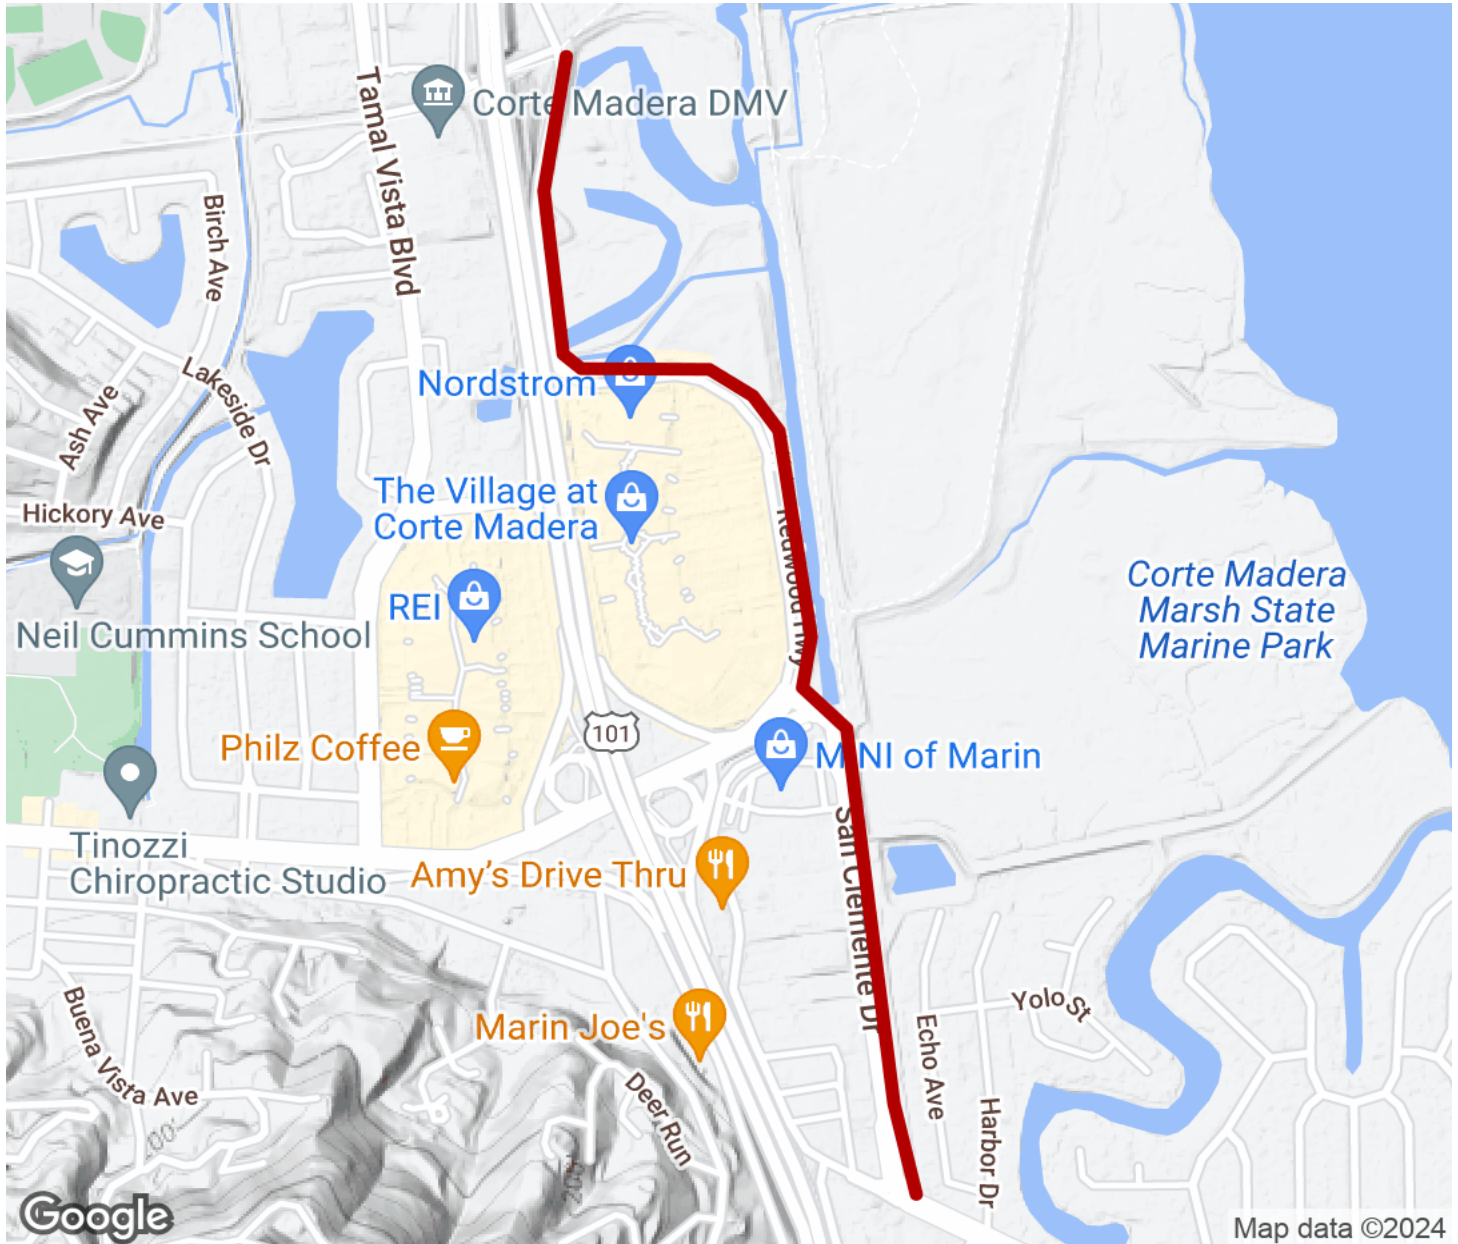 Corte Madera DMV
Tamal Vista Blvd
Birch Ave
Lakeside Dr
Ash Ave
Nordstrom
The Village at
Corte Madera
Hickory Ave
Redwood Hwy
Corte Madera
Marsh State
Marine Park
REI
Neil Cummins School
101
Philz Coffee
MINI of Marin
San Clemente Dr
Tinozzi
Chiropractic Studio
Amy's Drive Thru
Yolo St
Buena Vista Ave
Marin Joe's
Echo Ave
Deer Run
Harbor Dr
Google
Map data ©2024